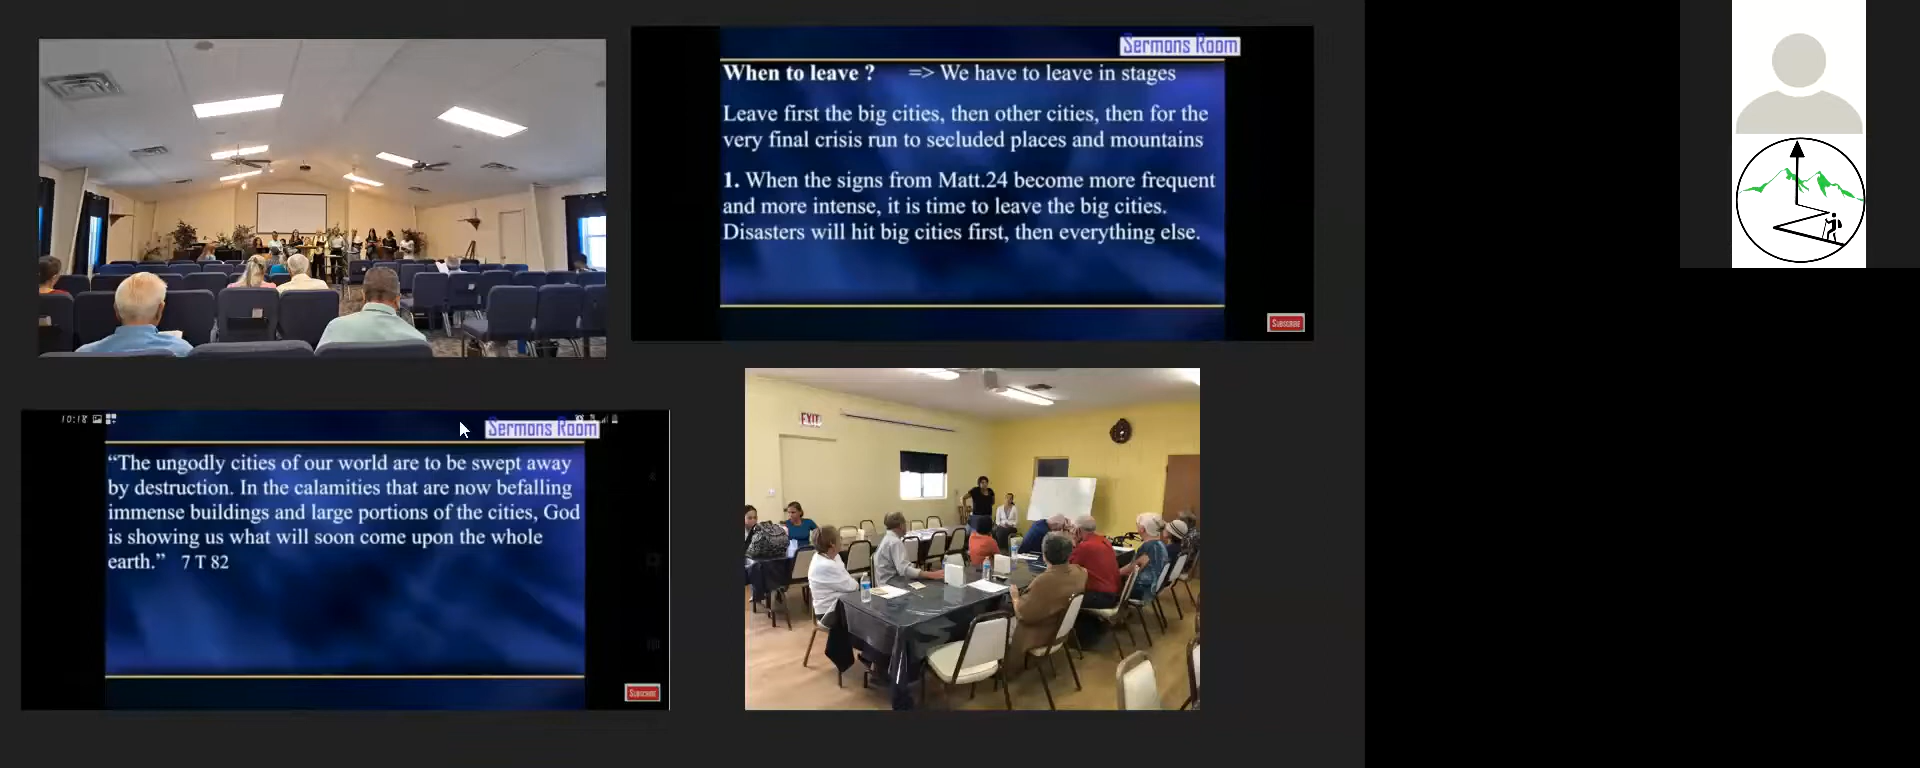 Sermons Room
When to leave ? => We have to leave in stages
Leave first the big cities, then other cities, then for the
very final crisis run to secluded places and mountains
1. When the signs from Matt.24 become more frequent
and more intense, it is time to leave the big cities.
Disasters will hit big cities first, then everything else.
SUBSCRIBE
10:18
Sermons Room
“The ungodly cities of our world are to be swept away
by destruction. In the calamities that are now befalling
immense buildings and large portions of the cities, God
is showing us what will soon come upon the whole
earth.” 7 T 82
SUBSCRIBE
EXIT